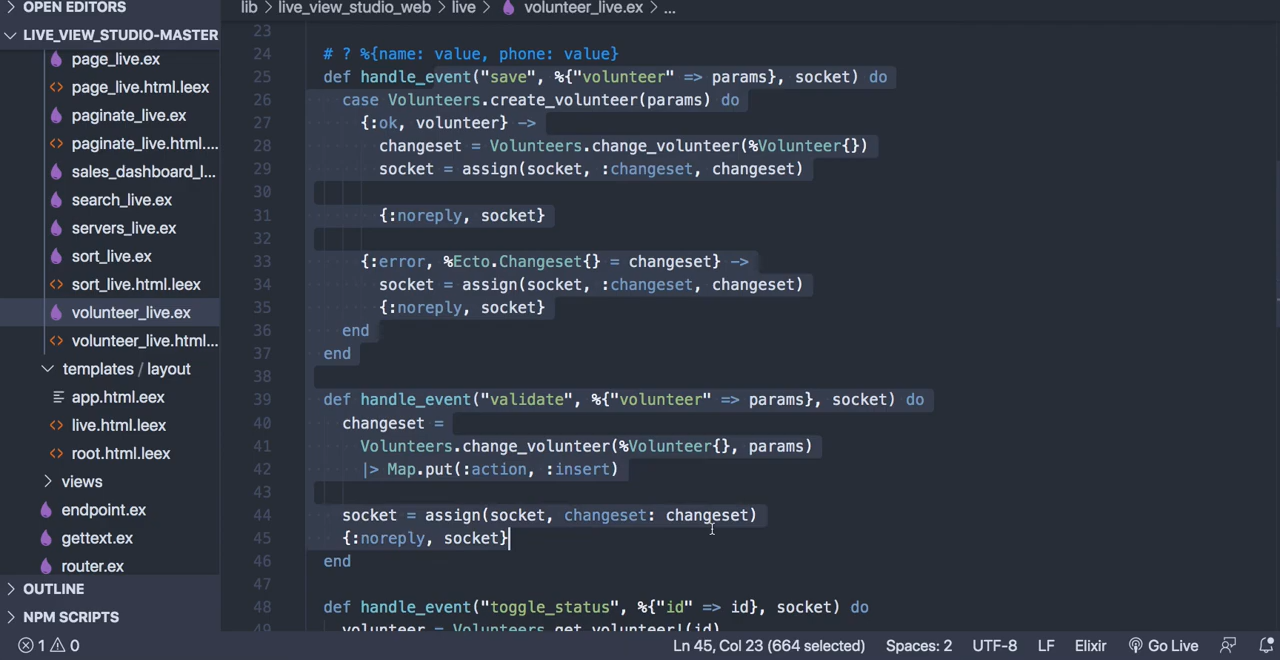 OPEN EDITORS
LIVE_VIEW_STUDIO-MASTER
page_live.ex
page_live.html.leex
paginate_live.ex
paginate_live.html....
sales_dashboard_l...
search_live.ex
servers_live.ex
sort_live.ex
sort_live.html.leex
volunteer_live.ex
volunteer_live.html...
templates / layout
app.html.eex
live.html.leex
root.html.leex
views
endpoint.ex
gettext.ex
router.ex
OUTLINE
NPM SCRIPTS
lib > live_view_studio_web > live > volunteer_live.ex > ...
23
24 # ? %{name: value, phone: value}
25 def handle_event("save", %{"volunteer" => params}, socket) do
26 case Volunteers.create_volunteer(params) do
27 {:ok, volunteer} ->
28 changeset = Volunteers.change_volunteer(%Volunteer{})
29 socket = assign(socket, :changeset, changeset)
30
31 {:noreply, socket}
32
33 {:error, %Ecto.Changeset{} = changeset} ->
34 socket = assign(socket, :changeset, changeset)
35 {:noreply, socket}
36 end
37 end
38
39 def handle_event("validate", %{"volunteer" => params}, socket) do
40 changeset =
41 Volunteers.change_volunteer(%Volunteer{}, params)
42 |> Map.put(:action, :insert)
43
44 socket = assign(socket, changeset: changeset)
45 {:noreply, socket}
46 end
47
48 def handle_event("toggle_status", %{"id" => id}, socket) do
49 volunteer = Volunteers.get_volunteer!(id)
1 0 Ln 45, Col 23 (664 selected) Spaces: 2 UTF-8 LF Elixir Go Live